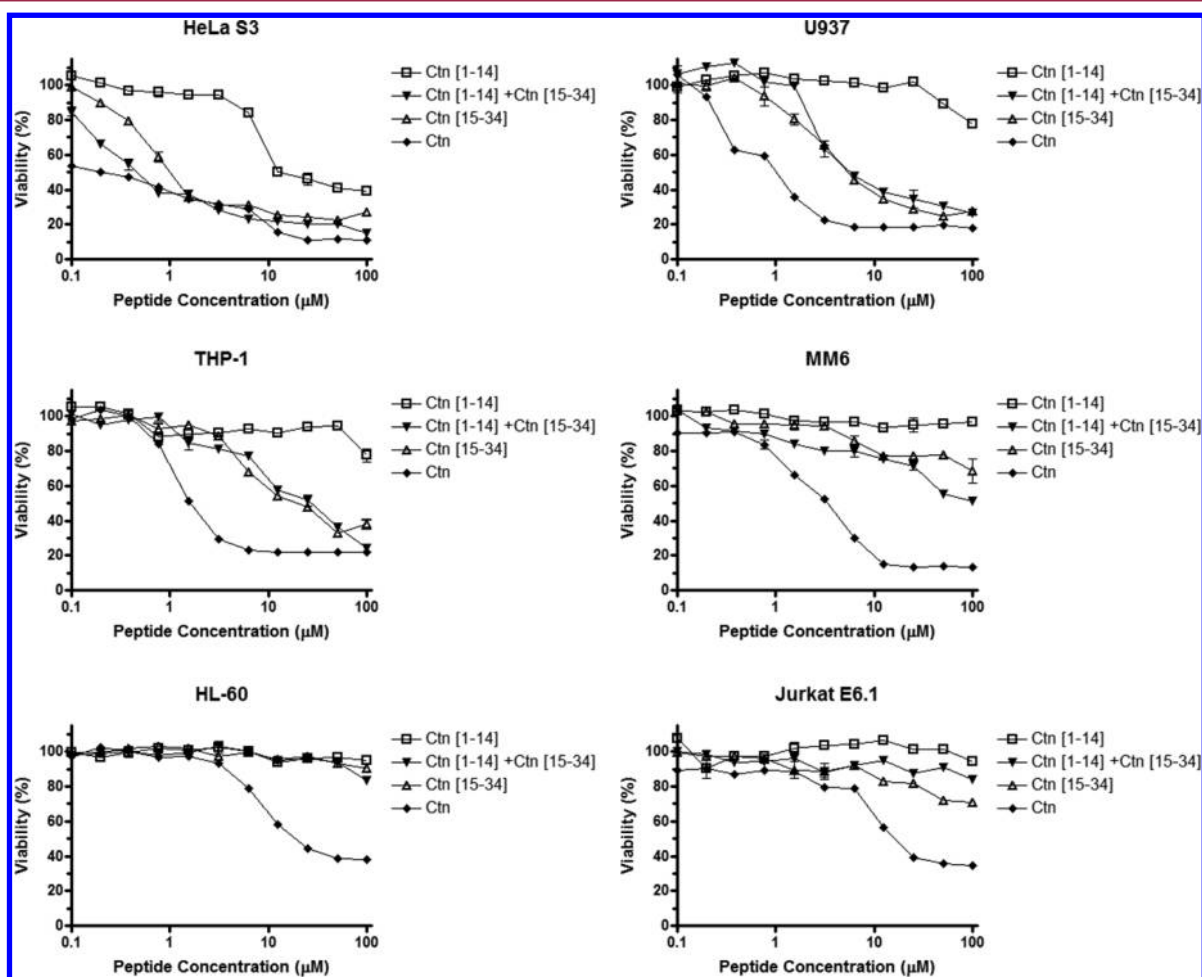 HeLa S3
Viability (%)
100
80
60
40
20
0
0.1 1 10 100
Peptide Concentration (μM)
Ctn [1-14]
Ctn [1-14] +Ctn [15-34]
Ctn [15-34]
Ctn
U937
Viability (%)
100
80
60
40
20
0
0.1 1 10 100
Peptide Concentration (μM)
Ctn [1-14]
Ctn [1-14] +Ctn [15-34]
Ctn [15-34]
Ctn
THP-1
Viability (%)
100
80
60
40
20
0
0.1 1 10 100
Peptide Concentration (μM)
Ctn [1-14]
Ctn [1-14] +Ctn [15-34]
Ctn [15-34]
Ctn
MM6
Viability (%)
100
80
60
40
20
0
0.1 1 10 100
Peptide Concentration (μM)
Ctn [1-14]
Ctn [1-14] +Ctn [15-34]
Ctn [15-34]
Ctn
HL-60
Viability (%)
100
80
60
40
20
0
0.1 1 10 100
Peptide Concentration (μM)
Ctn [1-14]
Ctn [1-14] +Ctn [15-34]
Ctn [15-34]
Ctn
Jurkat E6.1
Viability (%)
100
80
60
40
20
0
0.1 1 10 100
Peptide Concentration (μM)
Ctn [1-14]
Ctn [1-14] +Ctn [15-34]
Ctn [15-34]
Ctn